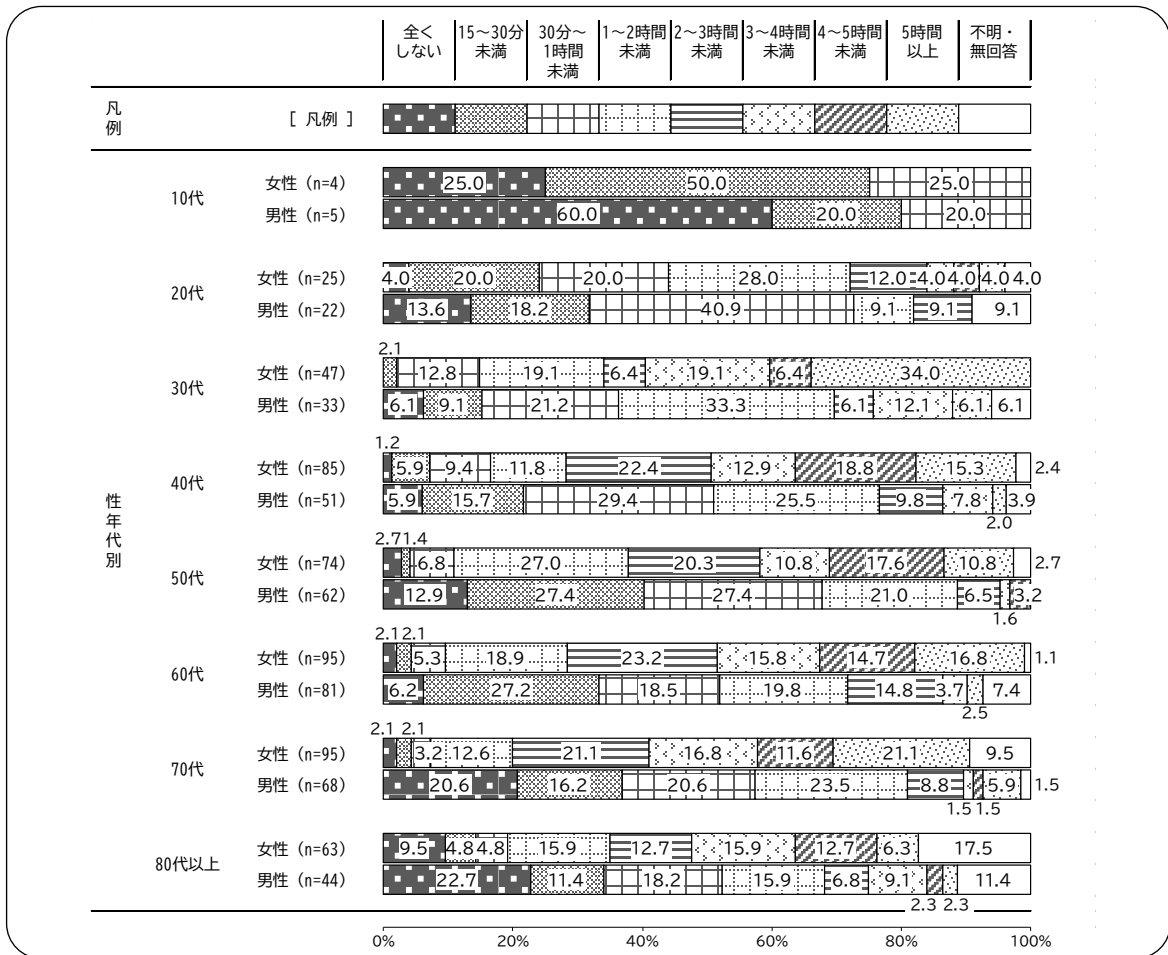 全く
しない
15～30分
未満
30分～
1時間
未満
1～2時間
未満
2～3時間
未満
3～4時間
未満
4～5時間
未満
5時間
以上
不明・
無回答
凡例
[ 凡例 ]
性年代別
10代
女性 (n=4)
25.0 50.0 25.0
男性 (n=5)
60.0 20.0 20.0
20代
女性 (n=25)
4.0 20.0 20.0 28.0 12.0 4.0 4.0 4.0 4.0
男性 (n=22)
13.6 18.2 40.9 9.1 9.1 9.1
30代
2.1
女性 (n=47)
12.8 19.1 6.4 19.1 6.4 34.0
男性 (n=33)
6.1 9.1 21.2 33.3 6.1 12.1 6.1 6.1
40代
1.2
女性 (n=85)
5.9 9.4 11.8 22.4 12.9 18.8 15.3 2.4
男性 (n=51)
5.9 15.7 29.4 25.5 9.8 7.8 3.9
2.0
50代
2.7 1.4
女性 (n=74)
6.8 27.0 20.3 10.8 17.6 10.8 2.7
男性 (n=62)
12.9 27.4 27.4 21.0 6.5 3.2
1.6
60代
2.1 2.1
女性 (n=95)
5.3 18.9 23.2 15.8 14.7 16.8 1.1
男性 (n=81)
6.2 27.2 18.5 19.8 14.8 3.7 7.4
2.5
70代
2.1 2.1
女性 (n=95)
3.2 12.6 21.1 16.8 11.6 21.1 9.5
男性 (n=68)
20.6 16.2 20.6 23.5 8.8 5.9 1.5
1.5 1.5
80代以上
女性 (n=63)
9.5 4.8 4.8 15.9 12.7 15.9 12.7 6.3 17.5
男性 (n=44)
22.7 11.4 18.2 15.9 6.8 9.1 11.4
2.3 2.3
0% 20% 40% 60% 80% 100%